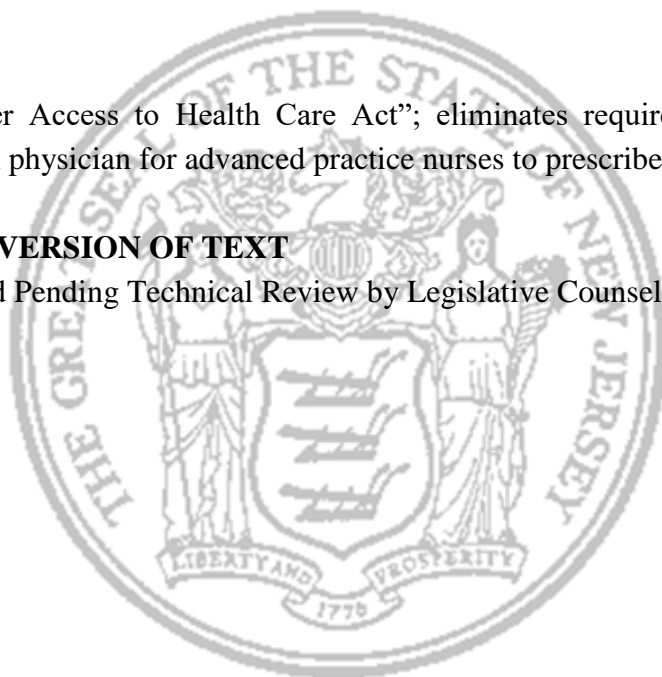 er Access to Health Care Act”; eliminates require
physician for advanced practice nurses to prescribe
VERSION OF TEXT
d Pending Technical Review by Legislative Counsel
THE GREAT SEAL OF THE STATE OF NEW JERSEY
LIBERTY AND PROSPERITY
1776